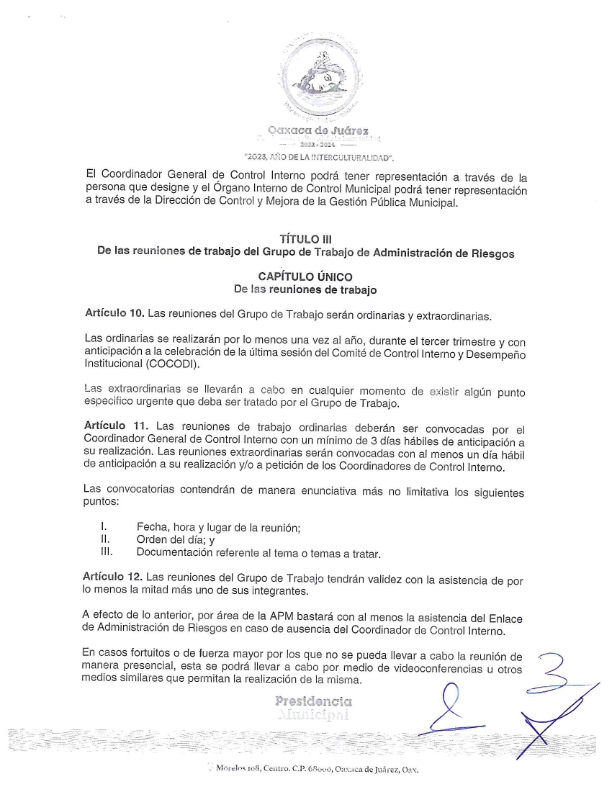 Oaxaca de Juárez
2022 - 2024
"2023, AÑO DE LA INTERCULTURALIDAD".
El Coordinador General de Control Interno podrá tener representación a través de la
persona que designe y el Órgano Interno de Control Municipal podrá tener representación
a través de la Dirección de Control y Mejora de la Gestión Pública Municipal.
TÍTULO III
De las reuniones de trabajo del Grupo de Trabajo de Administración de Riesgos
CAPÍTULO ÚNICO
De las reuniones de trabajo
Artículo 10. Las reuniones del Grupo de Trabajo serán ordinarias y extraordinarias.
Las ordinarias se realizarán por lo menos una vez al año, durante el tercer trimestre y con
anticipación a la celebración de la última sesión del Comité de Control Interno y Desempeño
Institucional (COCODI).
Las extraordinarias se llevarán a cabo en cualquier momento de existir algún punto
especifico urgente que deba ser tratado por el Grupo de Trabajo.
Artículo 11. Las reuniones de trabajo ordinarias deberán ser convocadas por el
Coordinador General de Control Interno con un mínimo de 3 días hábiles de anticipación a
su realización. Las reuniones extraordinarias serán convocadas con al menos un día hábil
de anticipación a su realización y/o a petición de los Coordinadores de Control Interno.
Las convocatorias contendrán de manera enunciativa más no limitativa los siguientes
puntos:
I. Fecha, hora y lugar de la reunión;
II. Orden del día; y
III. Documentación referente al tema o temas a tratar.
Artículo 12. Las reuniones del Grupo de Trabajo tendrán validez con la asistencia de por
lo menos la mitad más uno de sus integrantes.
A efecto de lo anterior, por área de la APM bastará con al menos la asistencia del Enlace
de Administración de Riesgos en caso de ausencia del Coordinador de Control Interno.
En casos fortuitos o de fuerza mayor por los que no se pueda llevar a cabo la reunión de
manera presencial, esta se podrá llevar a cabo por medio de videoconferencias u otros
medios similares que permitan la realización de la misma.
Presidencia
Municipal
Morelos 108, Centro. C.P. 68000, Oaxaca de Juárez, Oax.